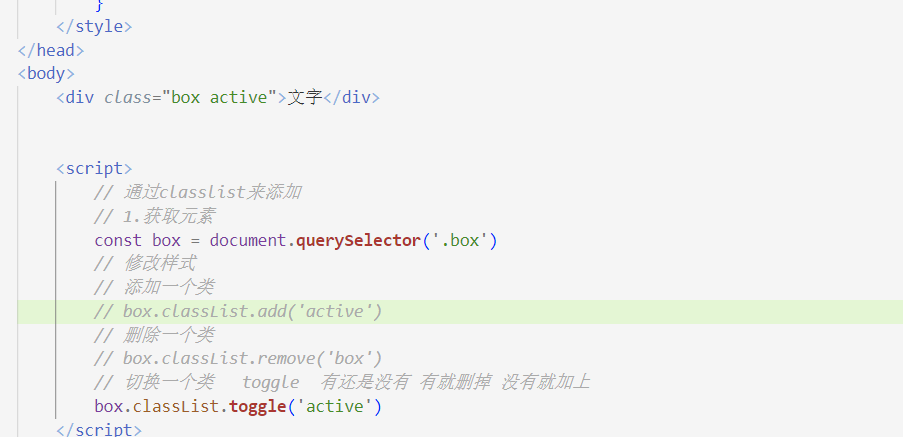 }
</style>
</head>
<body>
<div class="box active">文字</div>
<script>
// 通过classlist来添加
// 1.获取元素
const box = document.querySelector('.box')
// 修改样式
// 添加一个类
// box.classList.add('active')
// 删除一个类
// box.classList.remove('box')
// 切换一个类   toggle  有还是没有 有就删掉 没有就加上
box.classList.toggle('active')
</script>